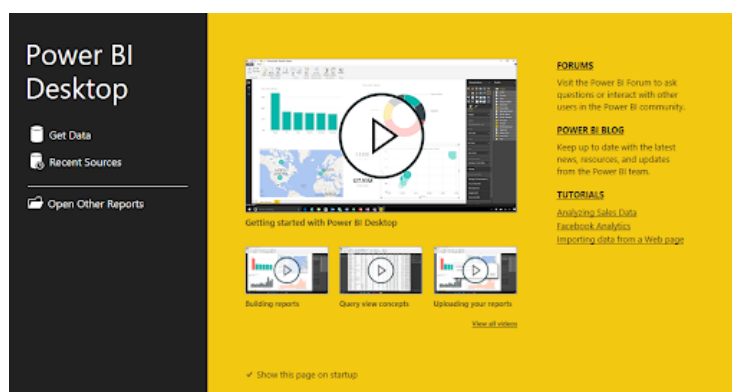 Power BI
Desktop
Get Data
Recent Sources
Open Other Reports
Getting started with Power BI Desktop
Building reports
Query view concepts
Uploading your reports
View all videos
✓ Show this page on startup
FORUMS
Visit the Power BI Forum to ask
questions or interact with other
users in the Power BI community.
POWER BI BLOG
Keep up to date with the latest
news, resources, and updates
from the Power BI team.
TUTORIALS
Analyzing Sales Data
Facebook Analytics
Importing data from a Web page